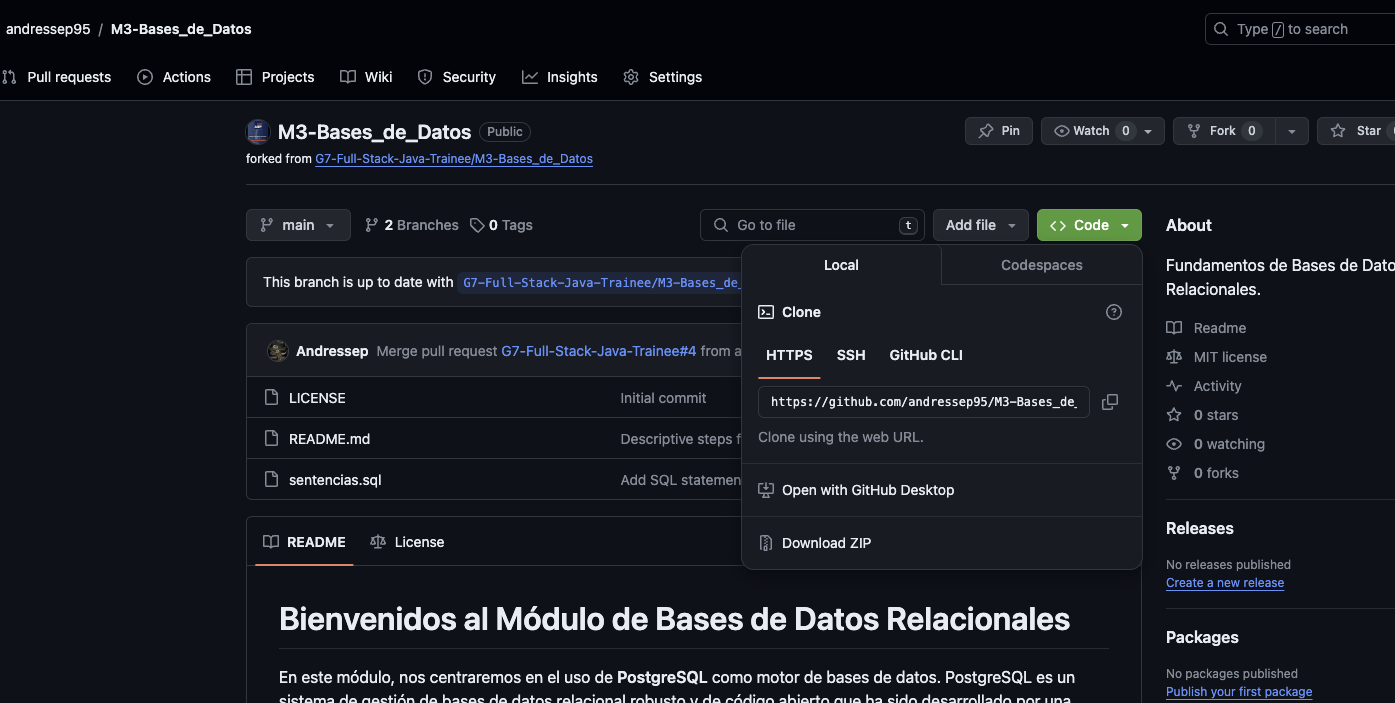 andressep95 / M3-Bases_de_Datos
Type / to search
Pull requests Actions Projects Wiki Security Insights Settings
M3-Bases_de_Datos Public
Pin Watch 0 Fork 0 Star
forked from G7-Full-Stack-Java-Trainee/M3-Bases_de_Datos
main 2 Branches 0 Tags
Go to file t
Add file
<> Code
This branch is up to date with G7-Full-Stack-Java-Trainee/M3-Bases_de_
Andressep Merge pull request G7-Full-Stack-Java-Trainee#4 from a
LICENSE Initial commit
README.md Descriptive steps f
sentencias.sql Add SQL statemen
Local Codespaces
Clone
HTTPS SSH GitHub CLI
https://github.com/andressep95/M3-Bases_de_
Clone using the web URL.
Open with GitHub Desktop
Download ZIP
README License
Bienvenidos al Módulo de Bases de Datos Relacionales
En este módulo, nos centraremos en el uso de PostgreSQL como motor de bases de datos. PostgreSQL es un
sistema de gestión de bases de datos relacional robusto y de código abierto que ha sido desarrollado por una
About
Fundamentos de Bases de Dato
Relacionales.
Readme
MIT license
Activity
0 stars
0 watching
0 forks
Releases
No releases published
Create a new release
Packages
No packages published
Publish your first package